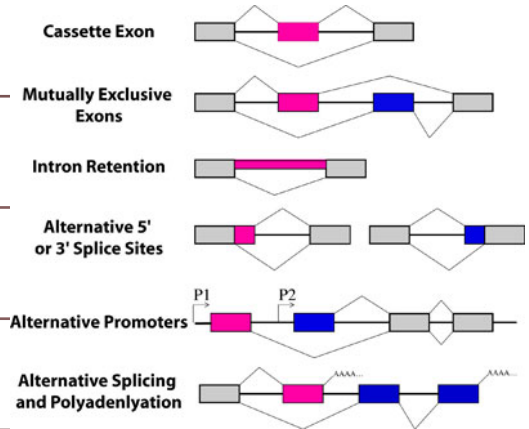 Cassette Exon
Mutually Exclusive
Exons
Intron Retention
Alternative 5'
or 3' Splice Sites
P1 P2
Alternative Promoters
Alternative Splicing
and Polyadenlyation
AAAA... AAAA...